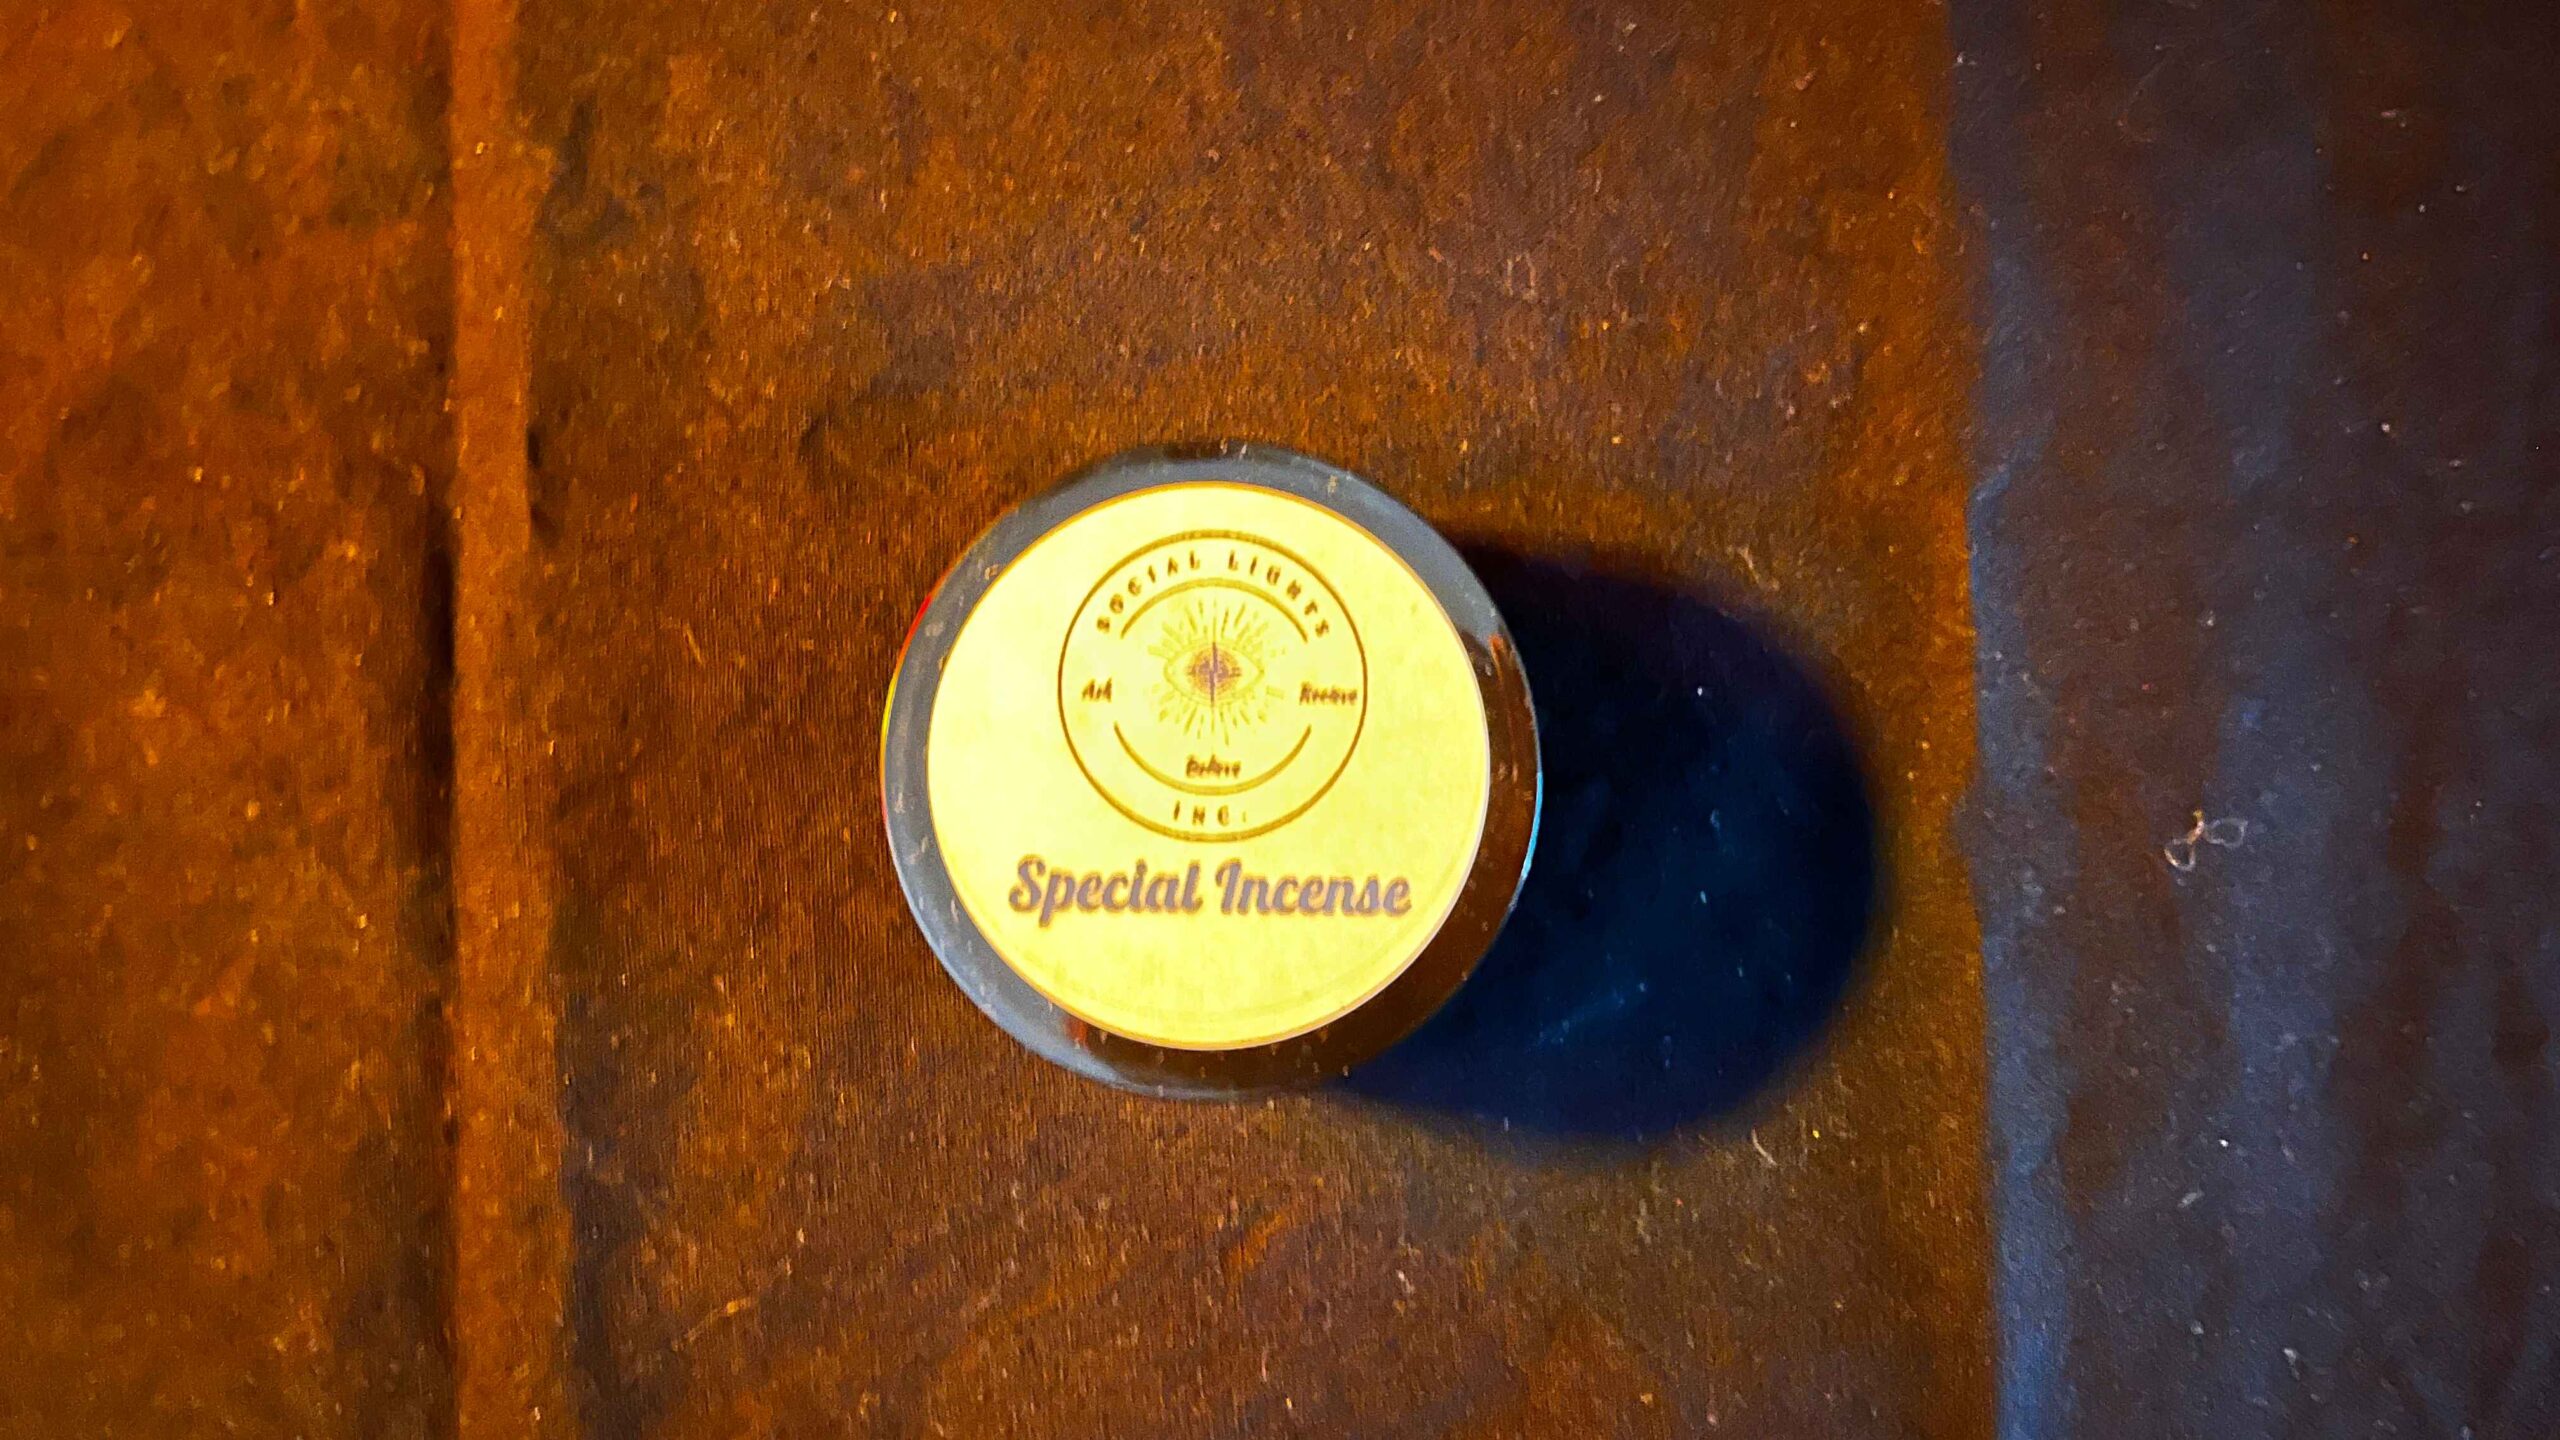 SOCIAL LIGHTS
Ask
Receive
Believe
INC.
Special Incense